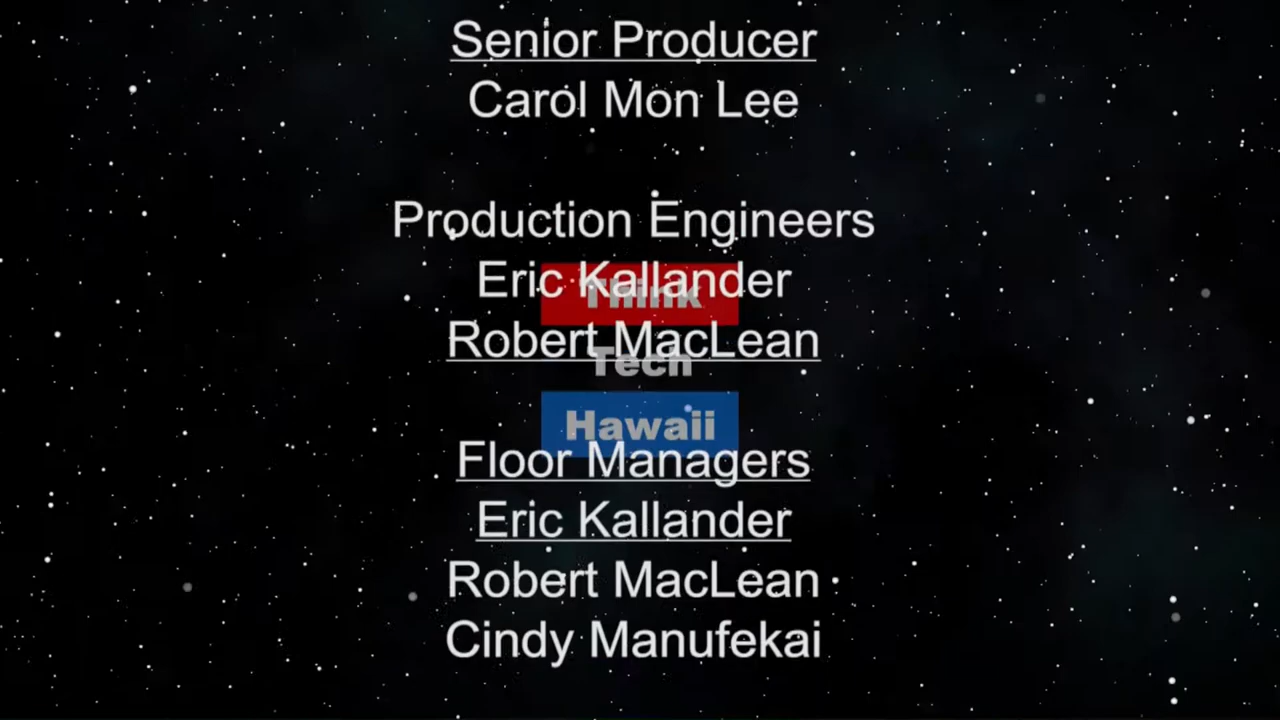 Senior Producer
Carol Mon Lee
Production Engineers
Eric Kallander
Think
Robert MacLean
Tech
Hawaii
Floor Managers
Eric Kallander
Robert MacLean
Cindy Manufekai